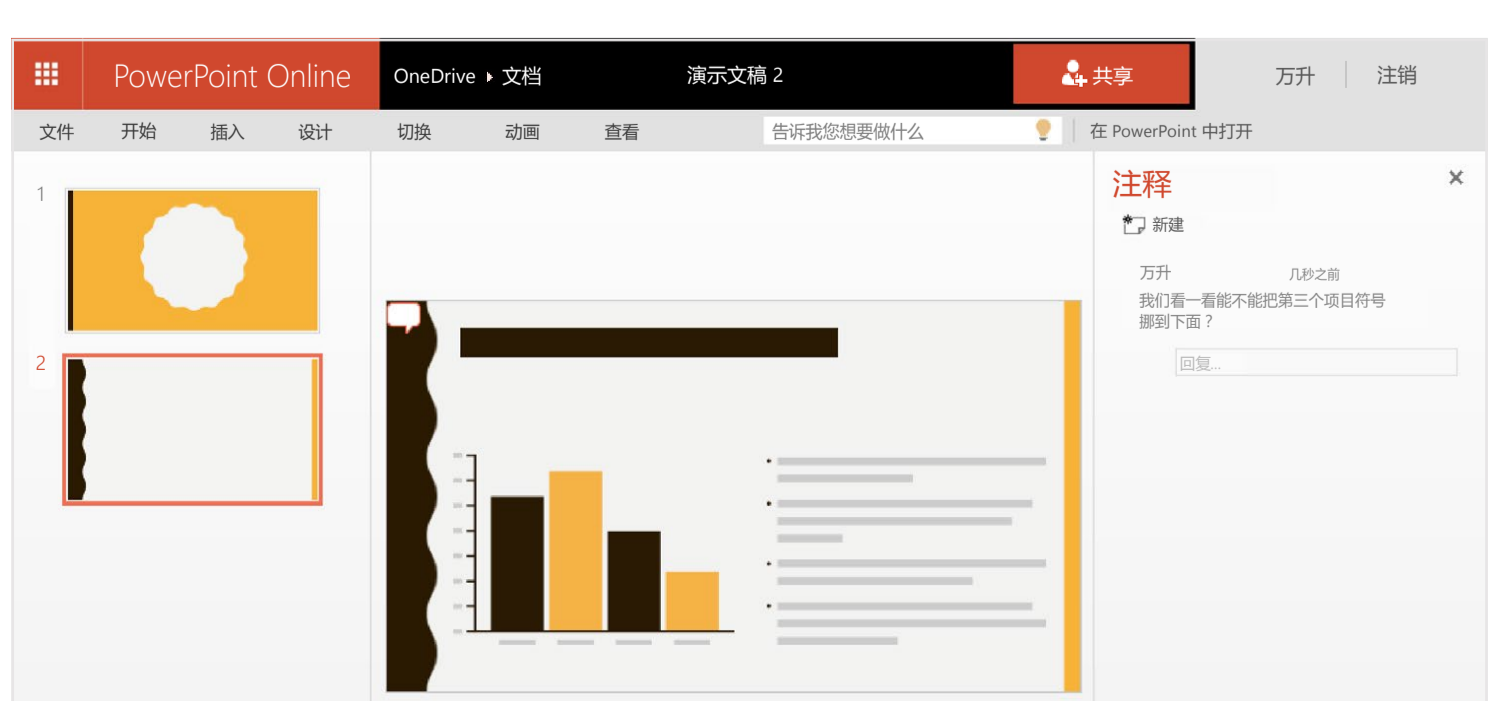 PowerPoint Online
OneDrive ▸ 文档
演示文稿 2
共享
万升
注销
文件
开始
插入
设计
切换
动画
查看
告诉我您想要做什么
在 PowerPoint 中打开
1
2
注释
新建
万升
几秒之前
我们看一看能不能把第三个项目符号
挪到下面？
回复...